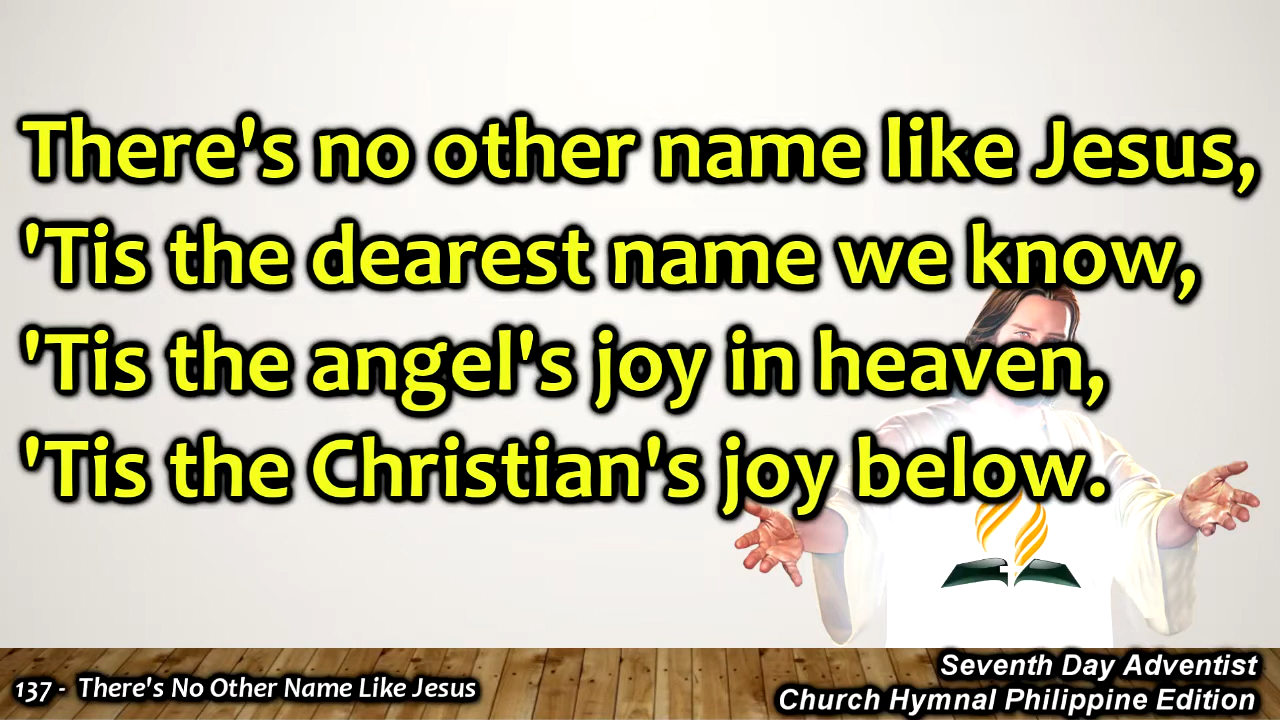 There's no other name like Jesus,
'Tis the dearest name we know,
'Tis the angel's joy in heaven,
'Tis the Christian's joy below.
137 - There's No Other Name Like Jesus
Seventh Day Adventist
Church Hymnal Philippine Edition